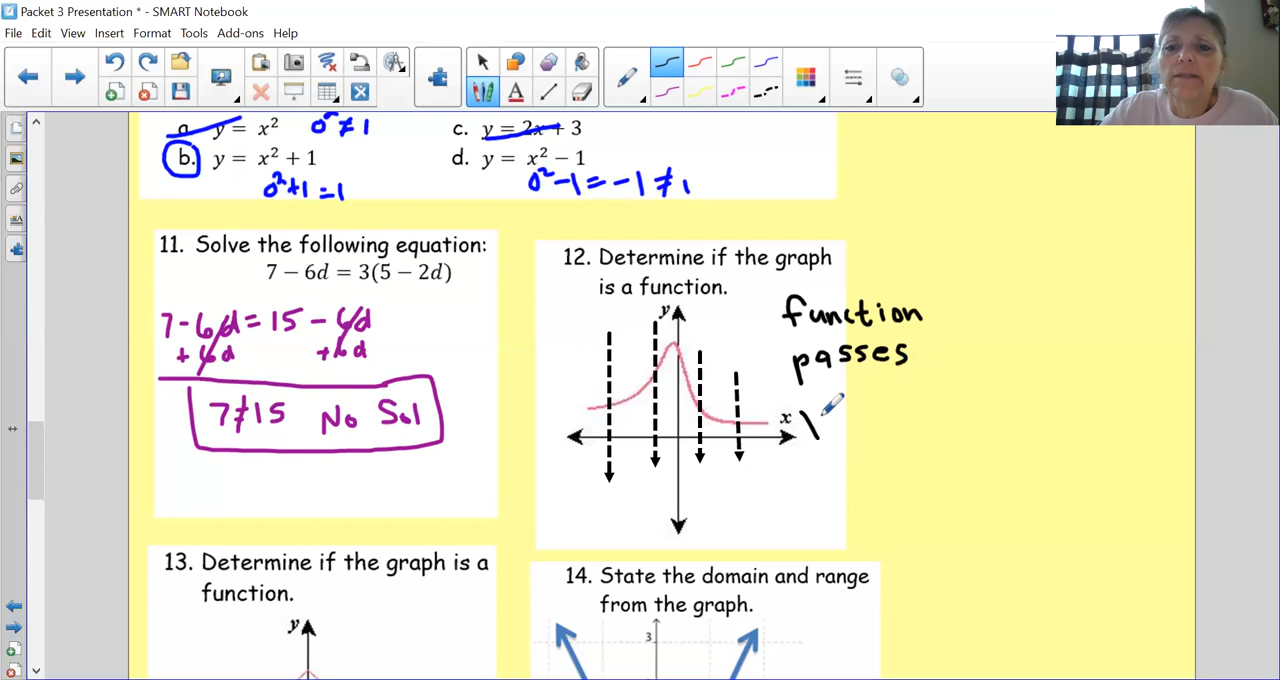 Packet 3 Presentation * - SMART Notebook
File Edit View Insert Format Tools Add-ons Help
a. y = x² 0² ≠ 1
c. y = 2x + 3
b. y = x² + 1
d. y = x² − 1
0²+1=1
0²-1=-1≠1
11. Solve the following equation:
7 − 6d = 3(5 − 2d)
7-6d=15-6d
+6d +6d
7≠15 No Sol
12. Determine if the graph
is a function.
y
x
function
passes
13. Determine if the graph is a
function.
y
14. State the domain and range
from the graph.
3